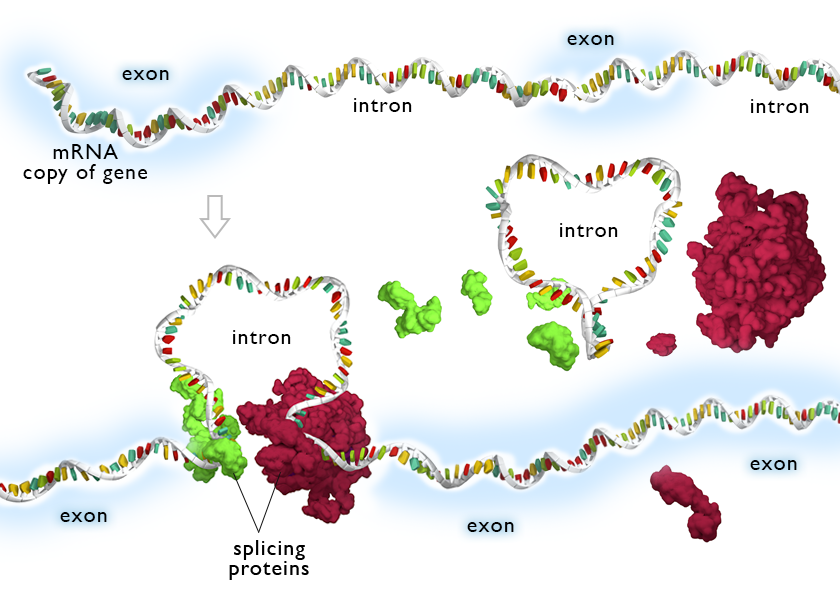 exon
exon
intron
intron
mRNA
copy of gene
intron
intron
exon
exon
exon
splicing
proteins